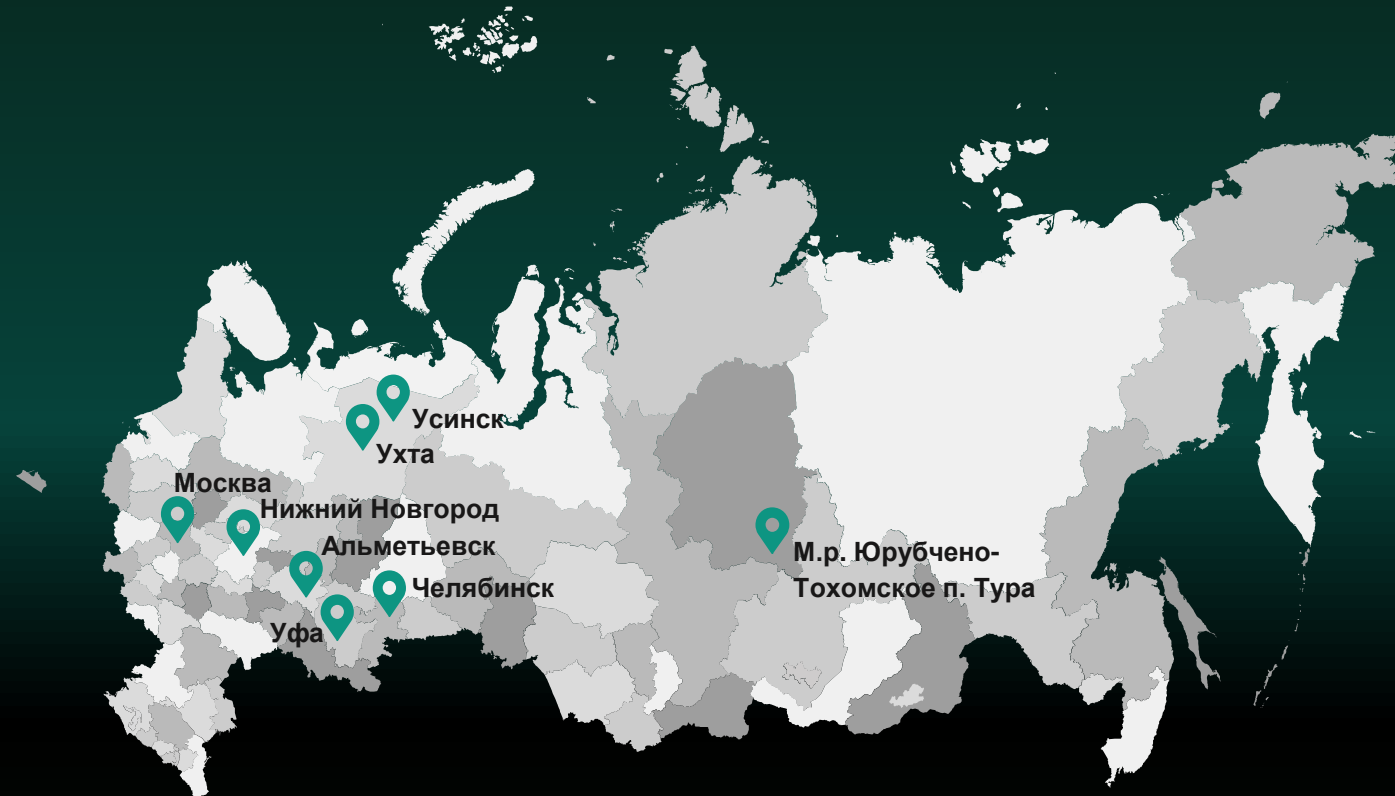 Усинск
Ухта
Москва
Нижний Новгород
Альметьевск
Челябинск
Уфа
М.р. Юрубчено-
Тохомское п. Тура